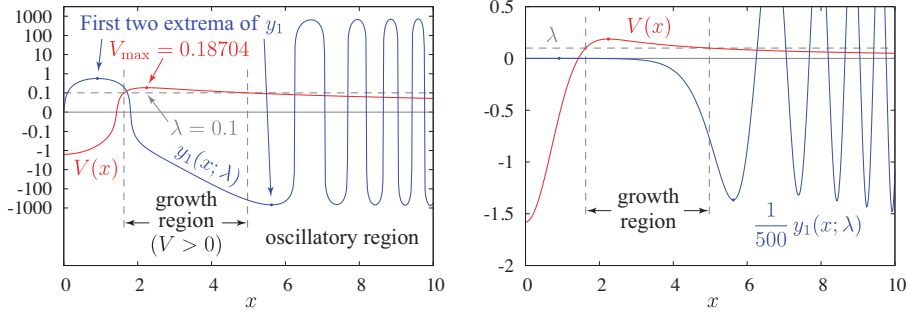 First two extrema of y₁
V_max = 0.18704
λ = 0.1
V(x)
y₁(x; λ)
growth
region
(V > 0)
oscillatory region
1000
100
10
1
0.1
0
-0.1
-1
-10
-100
-1000
0 2 4 6 8 10
x
λ
V(x)
growth
region
1/500 y₁(x; λ)
0.5
0
-0.5
-1
-1.5
-2
0 2 4 6 8 10
x